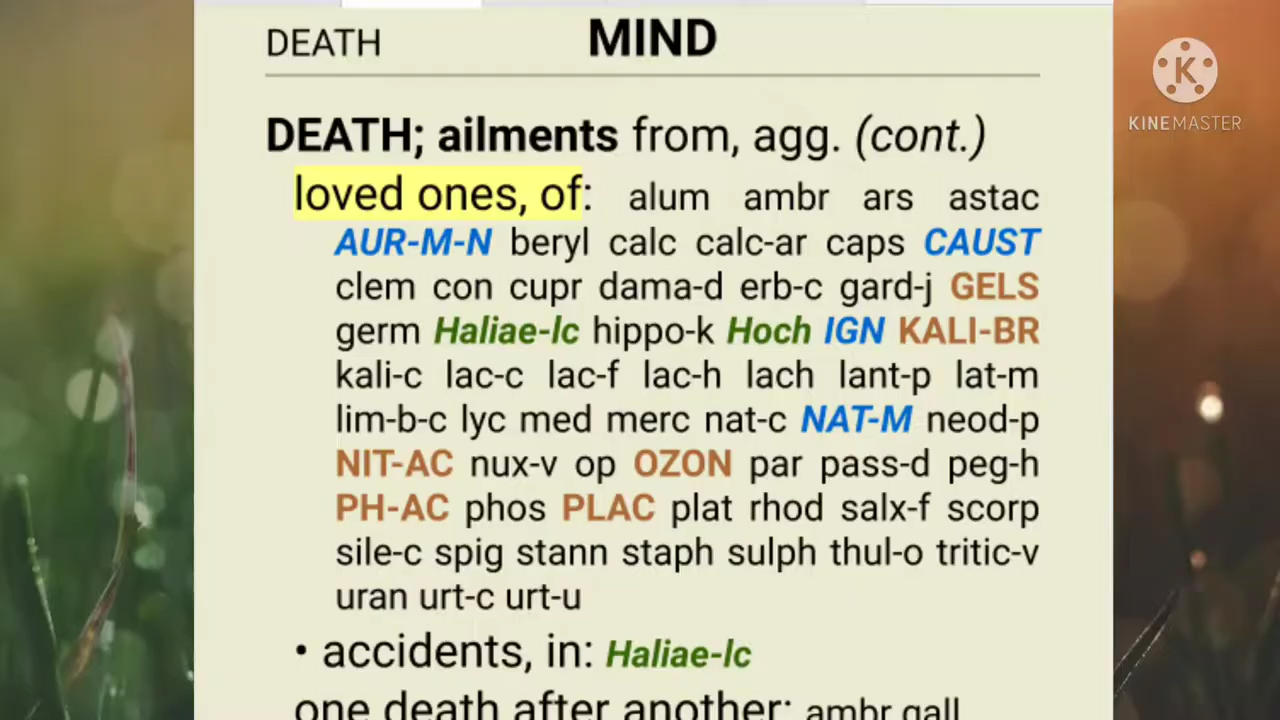 DEATH MIND
K
KINEMASTER
DEATH; ailments from, agg. (cont.)
loved ones, of: alum ambr ars astac
AUR-M-N beryl calc calc-ar caps CAUST
clem con cupr dama-d erb-c gard-j GELS
germ Haliae-lc hippo-k Hoch IGN KALI-BR
kali-c lac-c lac-f lac-h lach lant-p lat-m
lim-b-c lyc med merc nat-c NAT-M neod-p
NIT-AC nux-v op OZON par pass-d peg-h
PH-AC phos PLAC plat rhod salx-f scorp
sile-c spig stann staph sulph thul-o tritic-v
uran urt-c urt-u
• accidents, in: Haliae-lc
one death after another: ambr gall